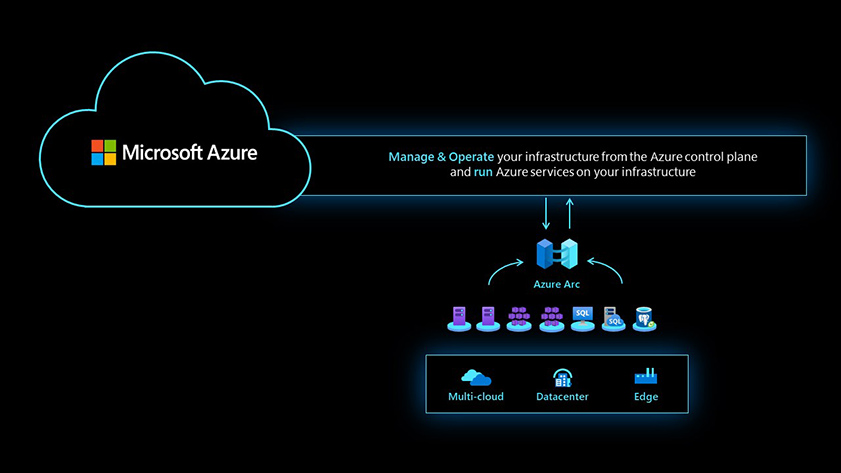 Microsoft Azure
Manage & Operate your infrastructure from the Azure control plane
and run Azure services on your infrastructure
Azure Arc
SQL
SQL
Multi-cloud
Datacenter
Edge